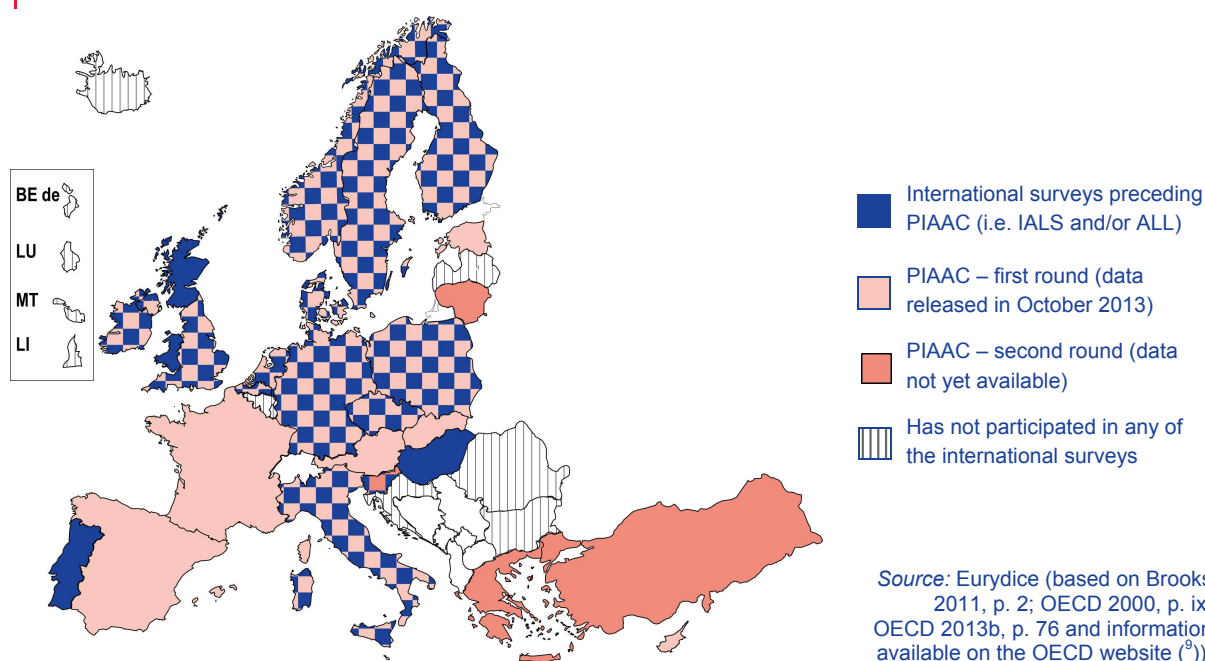 BE de
LU
MT
LI
International surveys preceding
PIAAC (i.e. IALS and/or ALL)
PIAAC – first round (data
released in October 2013)
PIAAC – second round (data
not yet available)
Has not participated in any of
the international surveys
Source: Eurydice (based on Brooks
2011, p. 2; OECD 2000, p. ix
OECD 2013b, p. 76 and information
available on the OECD website (⁹))